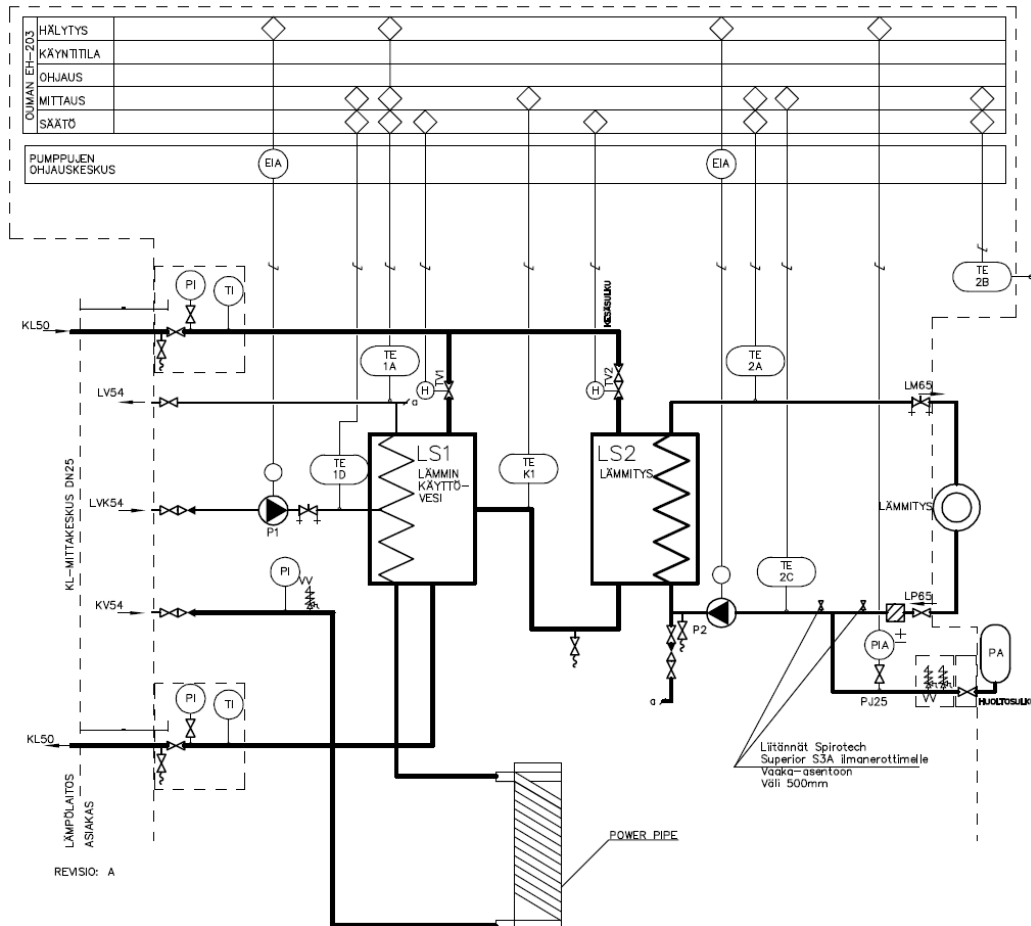 OUMAN EH-203
HÄLYTYS
KÄYNTITILA
OHJAUS
MITTAUS
SÄÄTÖ
PUMPPUJEN
OHJAUSKESKUS
EIA
EIA
TE
2B
PI
TI
KL50
KESÄSULKU
TE
1A
TE
2A
H
TV1
H
TV2
LV54
a
LM65
LS1
LÄMMIN
KÄYTTÖ-
VESI
TE
1D
TE
K1
LS2
LÄMMITYS
LÄMMITYS
LVK54
P1
KL-MITTAKESKUS DN25
PI
VV
TE
2C
KV54
P2
LP65
PIA
PA
VV
PJ25
HUOLTOSULKU
a
PI
TI
KL50
Liitännät Spirotech
Superior S3A ilmanerottimelle
Vaaka-asentoon
Väli 500mm
LÄMPÖLAITOS
ASIAKAS
POWER PIPE
REVISIO: A